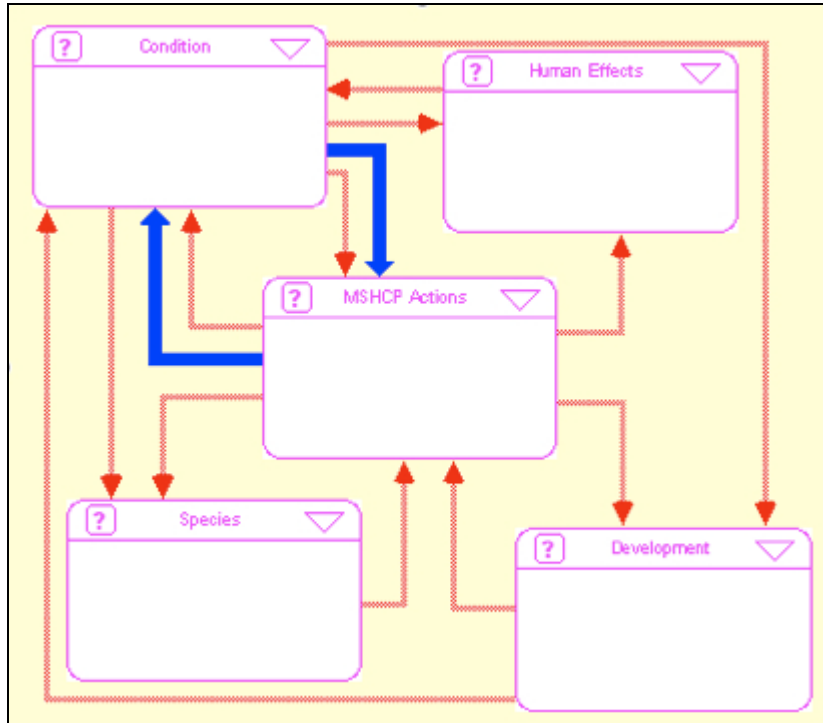 ? Condition
? Human Effects
? MSHCP Actions
? Species
? Development